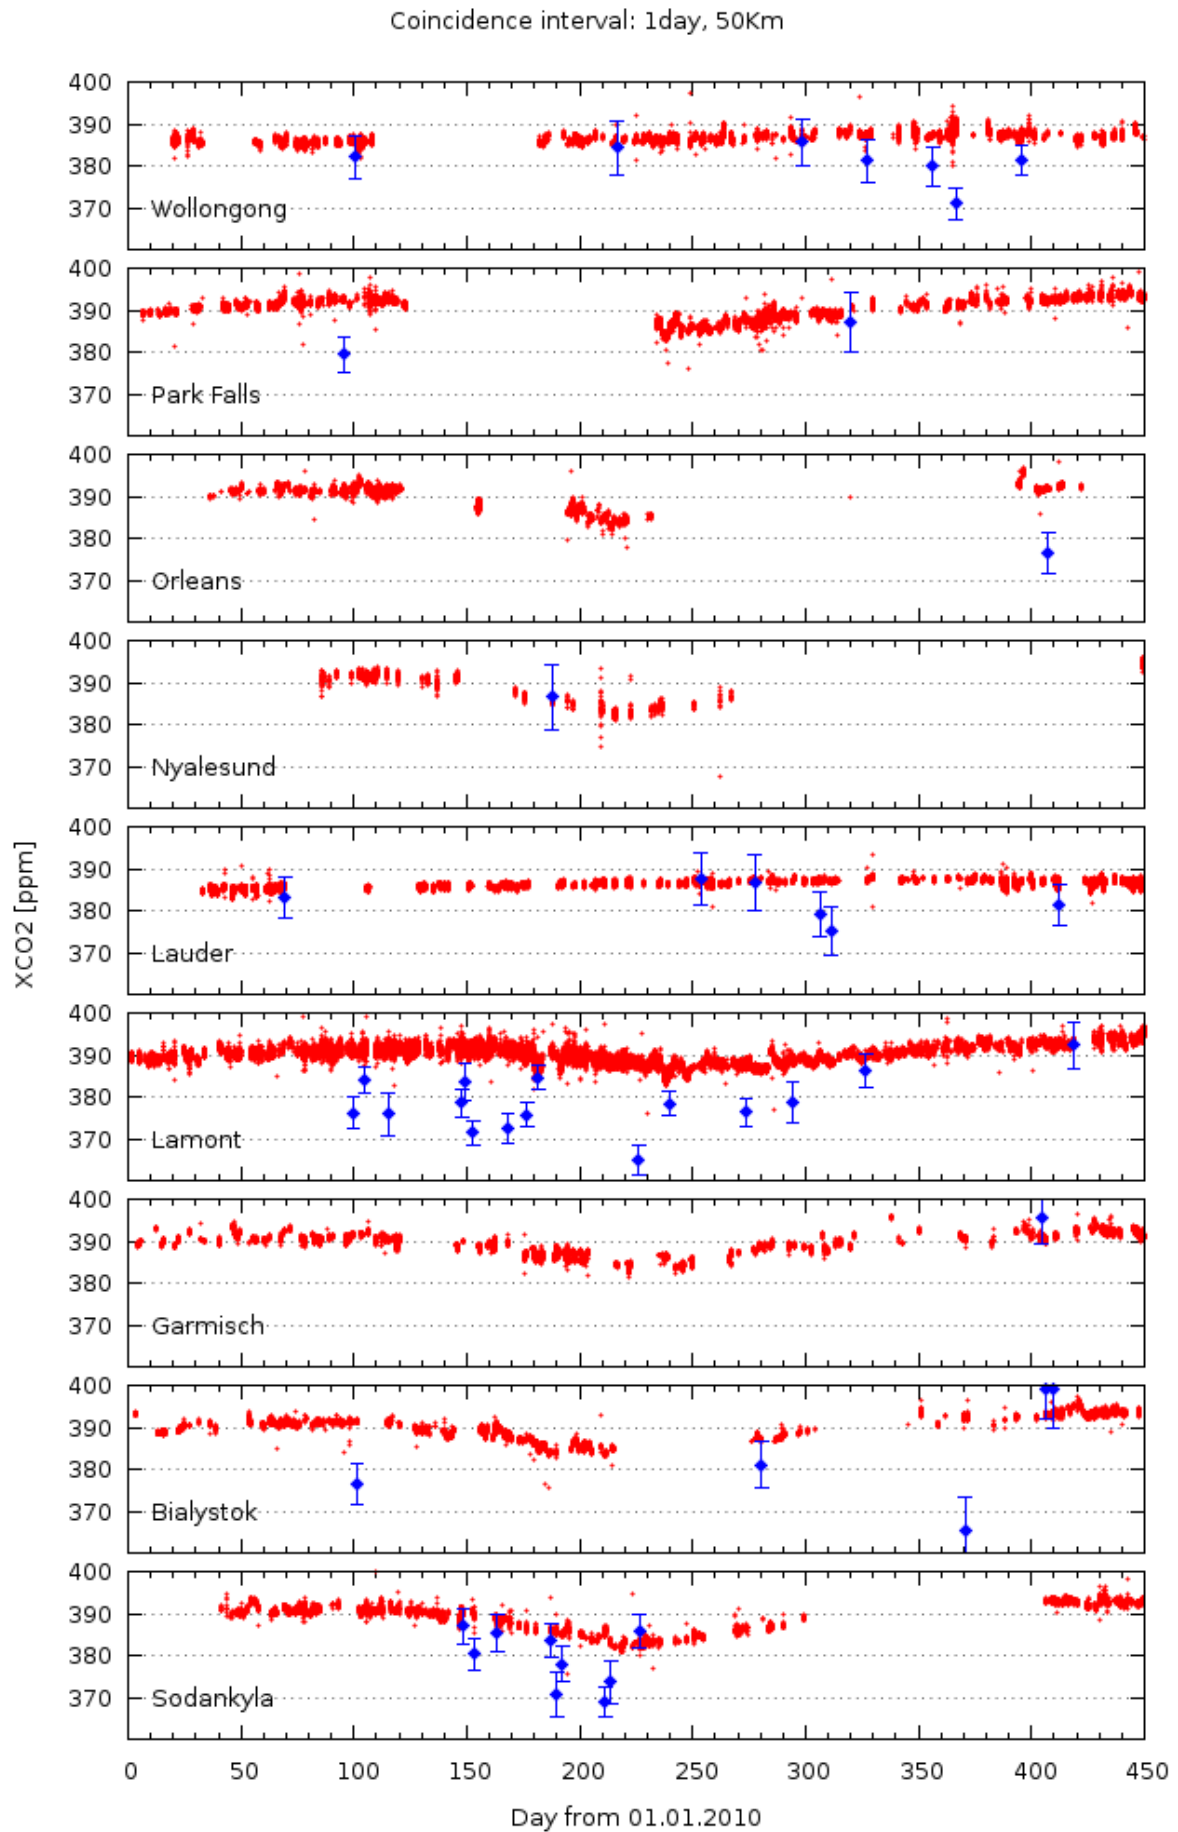 Coincidence interval: 1day, 50Km
400
390
380
370
Wollongong
400
390
380
370
Park Falls
400
390
380
370
Orleans
400
390
380
370
Nyalesund
XCO2 [ppm]
400
390
380
370
Lauder
400
390
380
370
Lamont
400
390
380
370
Garmisch
400
390
380
370
Bialystok
400
390
380
370
Sodankyla
0 50 100 150 200 250 300 350 400 450
Day from 01.01.2010